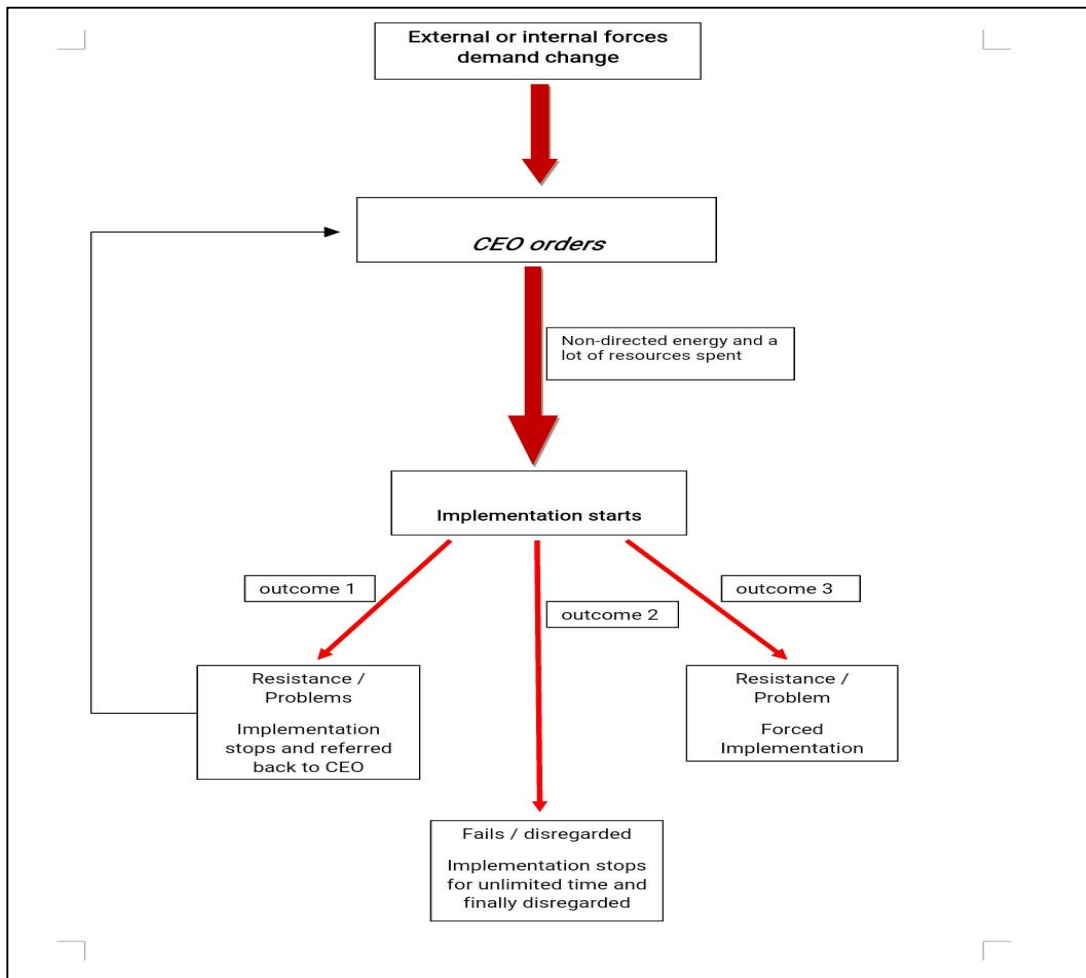 External or internal forces
demand change
CEO orders
Non-directed energy and a
lot of resources spent
Implementation starts
outcome 1
outcome 2
outcome 3
Resistance /
Problems
Implementation
stops and referred
back to CEO
Fails / disregarded
Implementation stops
for unlimited time and
finally disregarded
Resistance /
Problem
Forced
Implementation